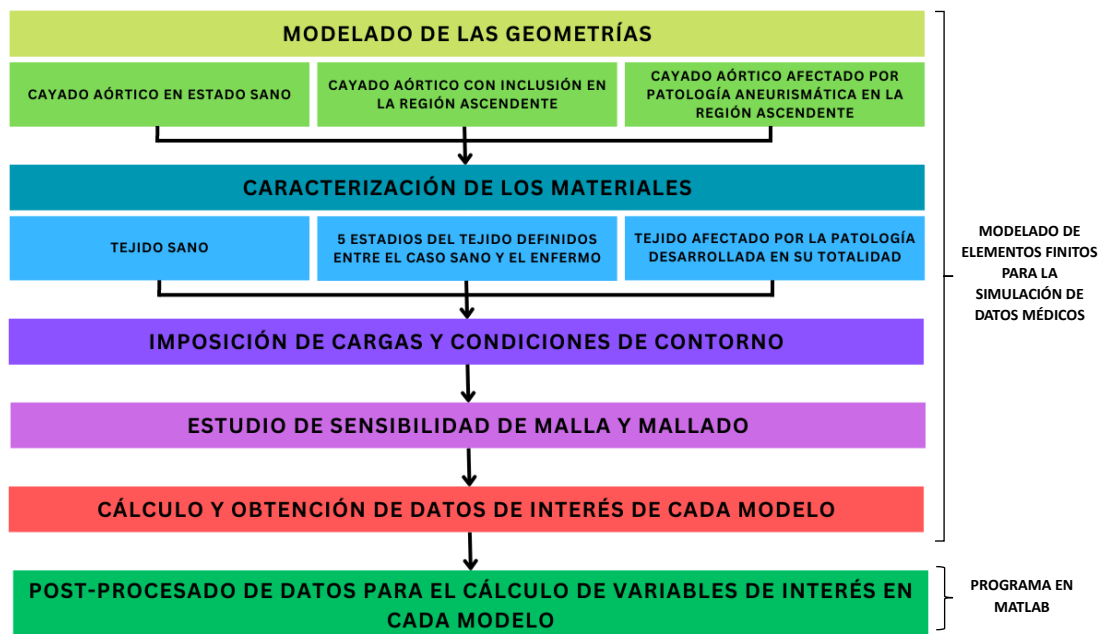 MODELADO DE LAS GEOMETRÍAS
CAYADO AÓRTICO EN ESTADO SANO
CAYADO AÓRTICO CON INCLUSIÓN EN
LA REGIÓN ASCENDENTE
CAYADO AÓRTICO AFECTADO POR
PATOLOGÍA ANEURISMÁTICA EN LA
REGIÓN ASCENDENTE
CARACTERIZACIÓN DE LOS MATERIALES
TEJIDO SANO
5 ESTADIOS DEL TEJIDO DEFINIDOS
ENTRE EL CASO SANO Y EL ENFERMO
TEJIDO AFECTADO POR LA PATOLOGÍA
DESARROLLADA EN SU TOTALIDAD
IMPOSICIÓN DE CARGAS Y CONDICIONES DE CONTORNO
ESTUDIO DE SENSIBILIDAD DE MALLA Y MALLADO
CÁLCULO Y OBTENCIÓN DE DATOS DE INTERÉS DE CADA MODELO
MODELADO DE
ELEMENTOS FINITOS
PARA LA
SIMULACIÓN DE
DATOS MÉDICOS
POST-PROCESADO DE DATOS PARA EL CÁLCULO DE VARIABLES DE INTERÉS EN
CADA MODELO
PROGRAMA EN
MATLAB